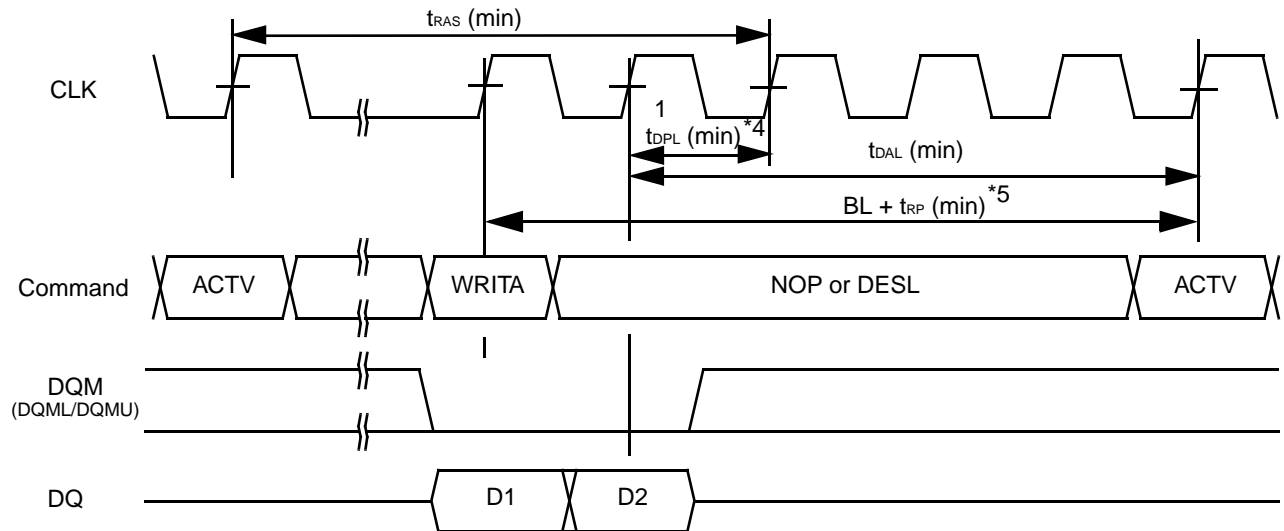 tRAS (min)
CLK
1
tDPL (min)*4
tDAL (min)
BL + tRP (min)*5
Command
ACTV
WRITA
NOP or DESL
ACTV
DQM
(DQML/DQMU)
DQ
D1
D2